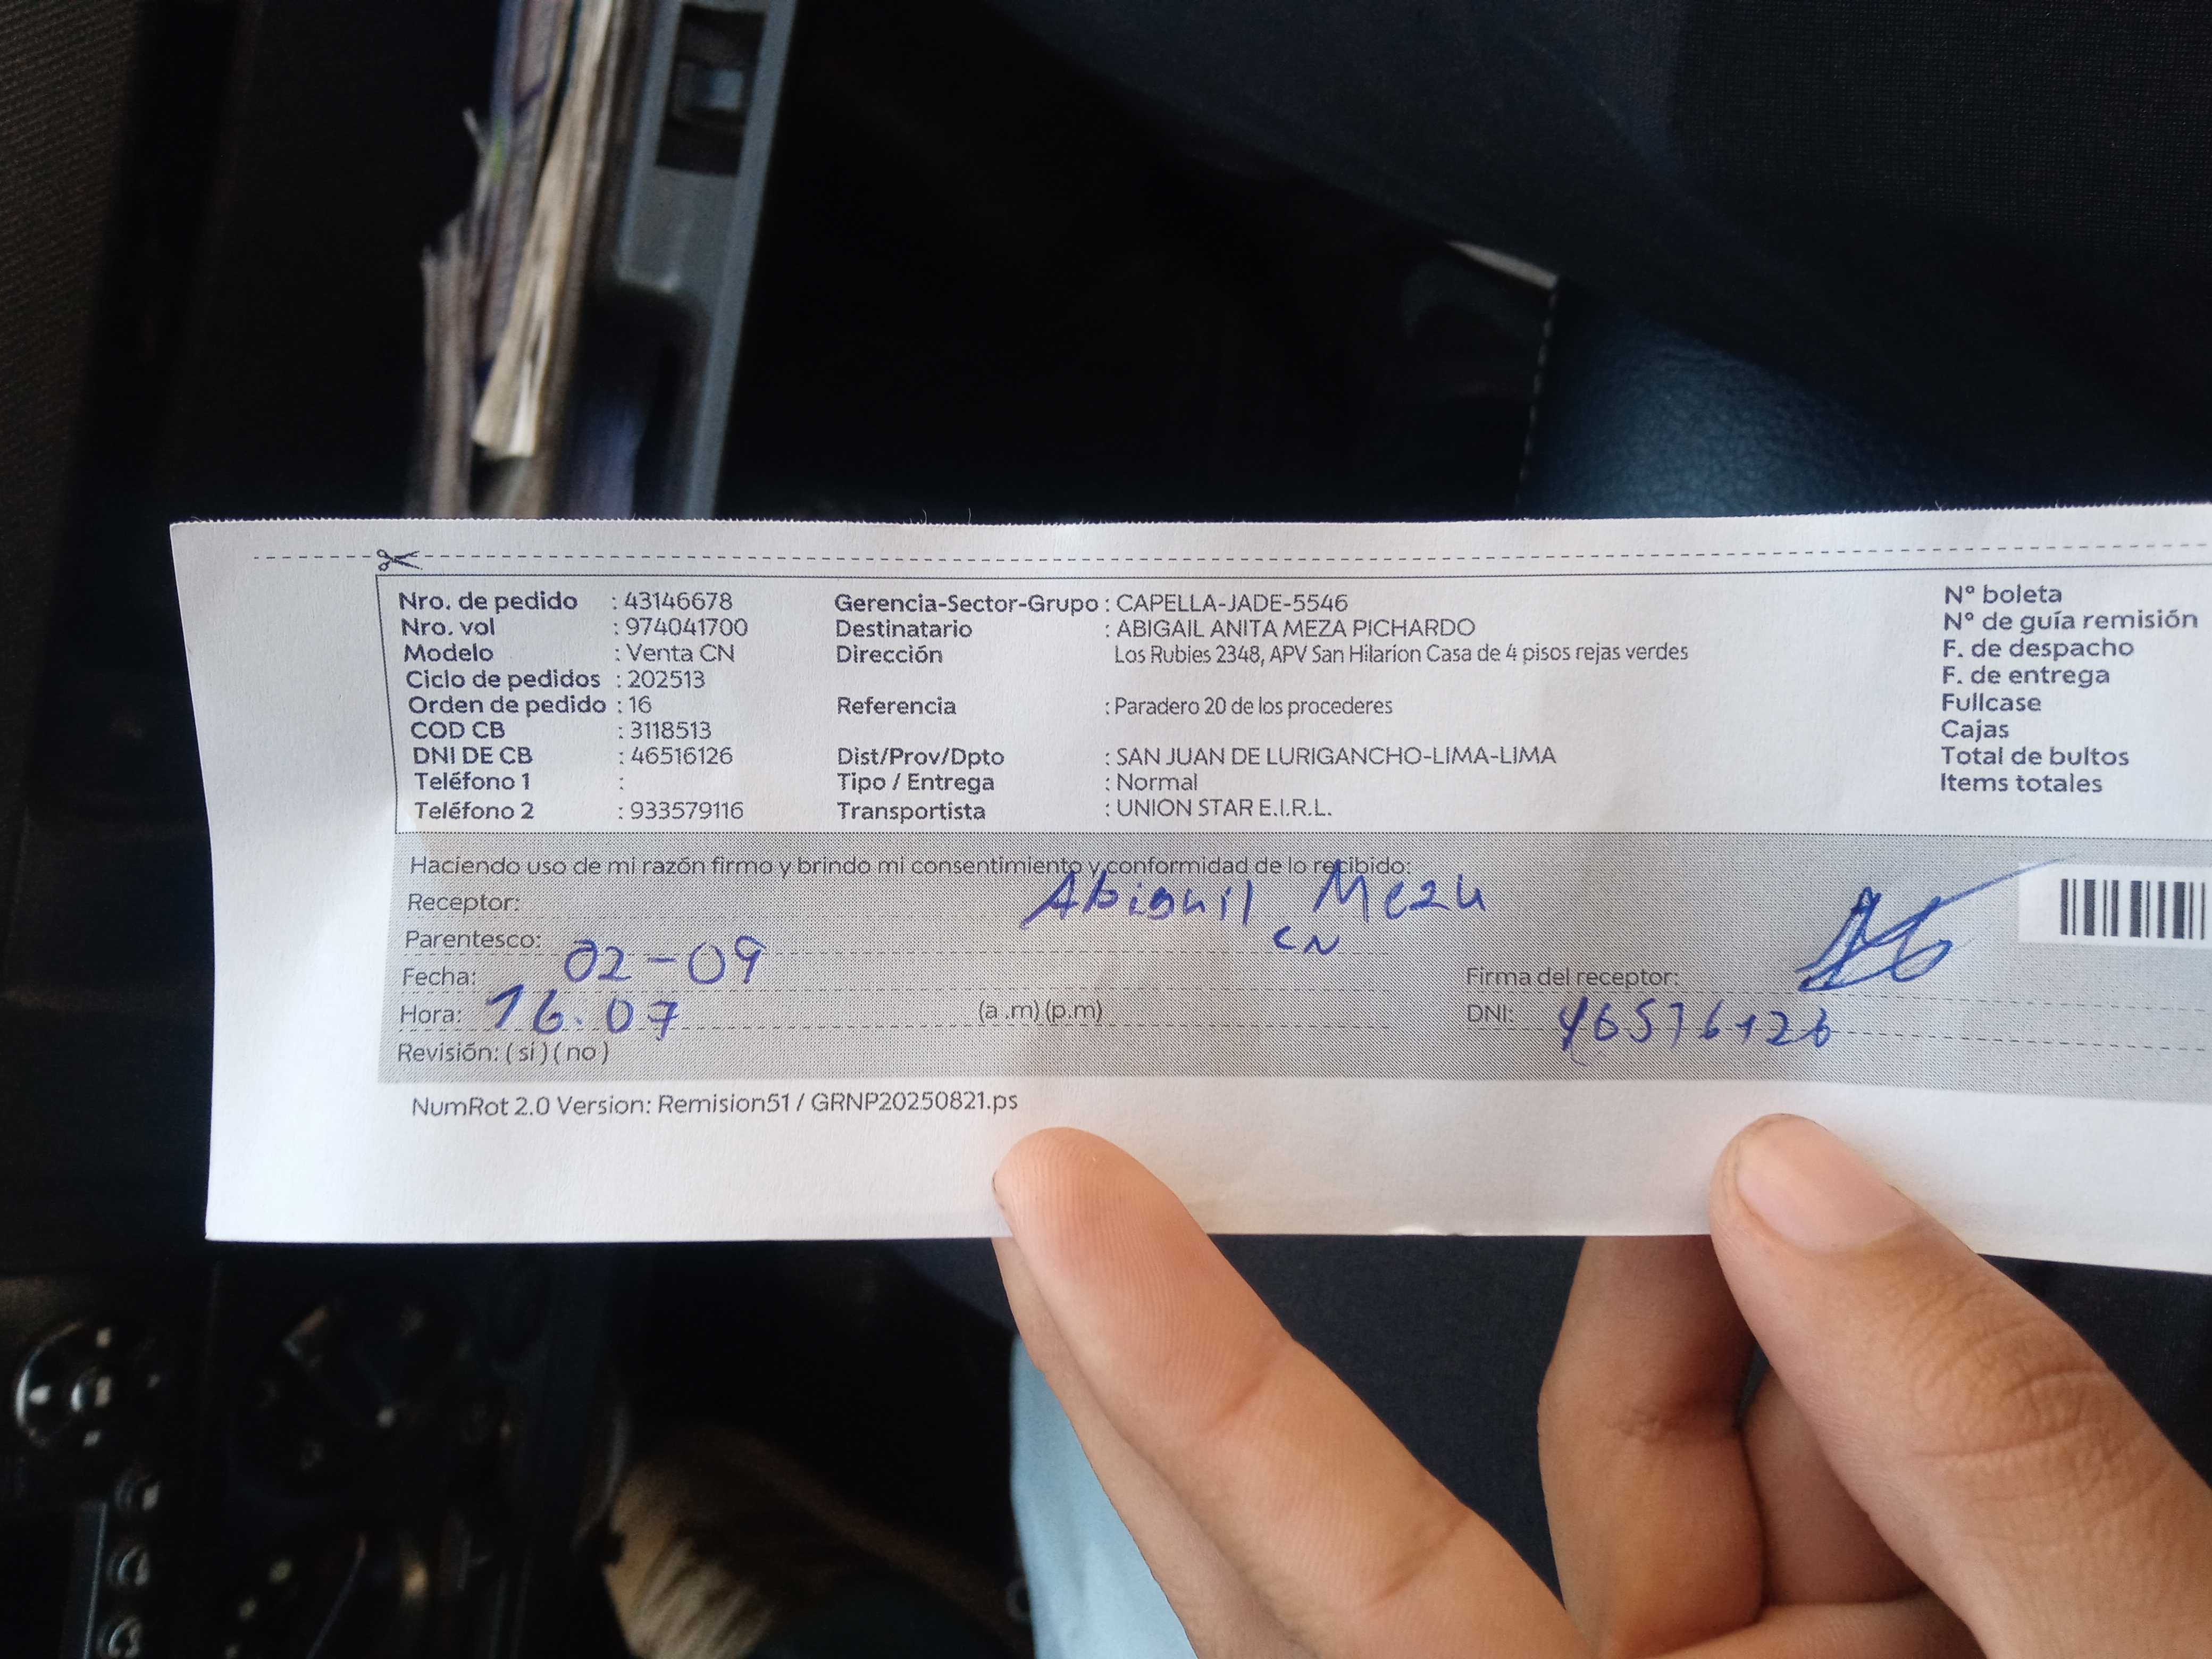 Nro. de pedido : 43146678
Nro. vol : 974041700
Modelo : Venta CN
Ciclo de pedidos : 202513
Orden de pedido : 16
COD CB : 3118513
DNI DE CB : 46516126
Teléfono 1 :
Teléfono 2 : 933579116
Gerencia-Sector-Grupo : CAPELLA-JADE-5546
Destinatario : ABIGAIL ANITA MEZA PICHARDO
Dirección Los Rubies 2348, APV San Hilarion Casa de 4 pisos rejas verdes
Referencia : Paradero 20 de los procederes
Dist/Prov/Dpto : SAN JUAN DE LURIGANCHO-LIMA-LIMA
Tipo / Entrega : Normal
Transportista : UNION STAR E.I.R.L.
Nº boleta
Nº de guía remisión
F. de despacho
F. de entrega
Fullcase
Cajas
Total de bultos
Items totales
Haciendo uso de mi razón firmo y brindo mi consentimiento y conformidad de lo recibido:
Receptor: Abigail Meza
Parentesco: CN
Fecha: 02-09
Hora: 16.07 (a .m) (p.m)
Revisión: ( si ) ( no )
Firma del receptor:
DNI: 46516126
NumRot 2.0 Version: Remision51 / GRNP20250821.ps